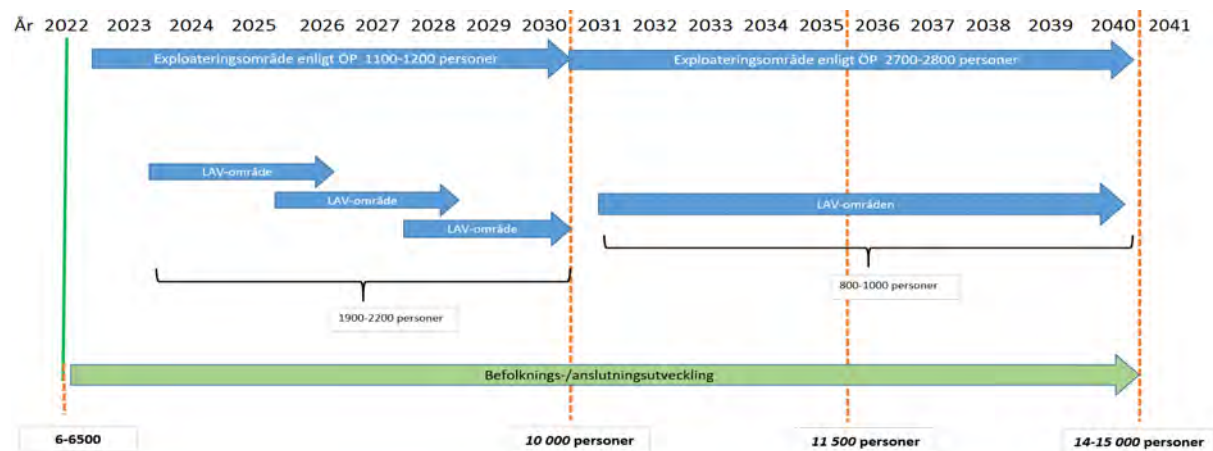 År 2022 2023 2024 2025 2026 2027 2028 2029 2030 2031 2032 2033 2034 2035 2036 2037 2038 2039 2040 2041
Exploateringsområde enligt ÖP 1100-1200 personer
Exploateringsområde enligt ÖP 2700-2800 personer
LAV-område
LAV-område
LAV-områden
LAV-område
800-1000 personer
1900-2200 personer
Befolknings-/anslutningsutveckling
6-6500
10 000 personer
11 500 personer
14-15 000 personer